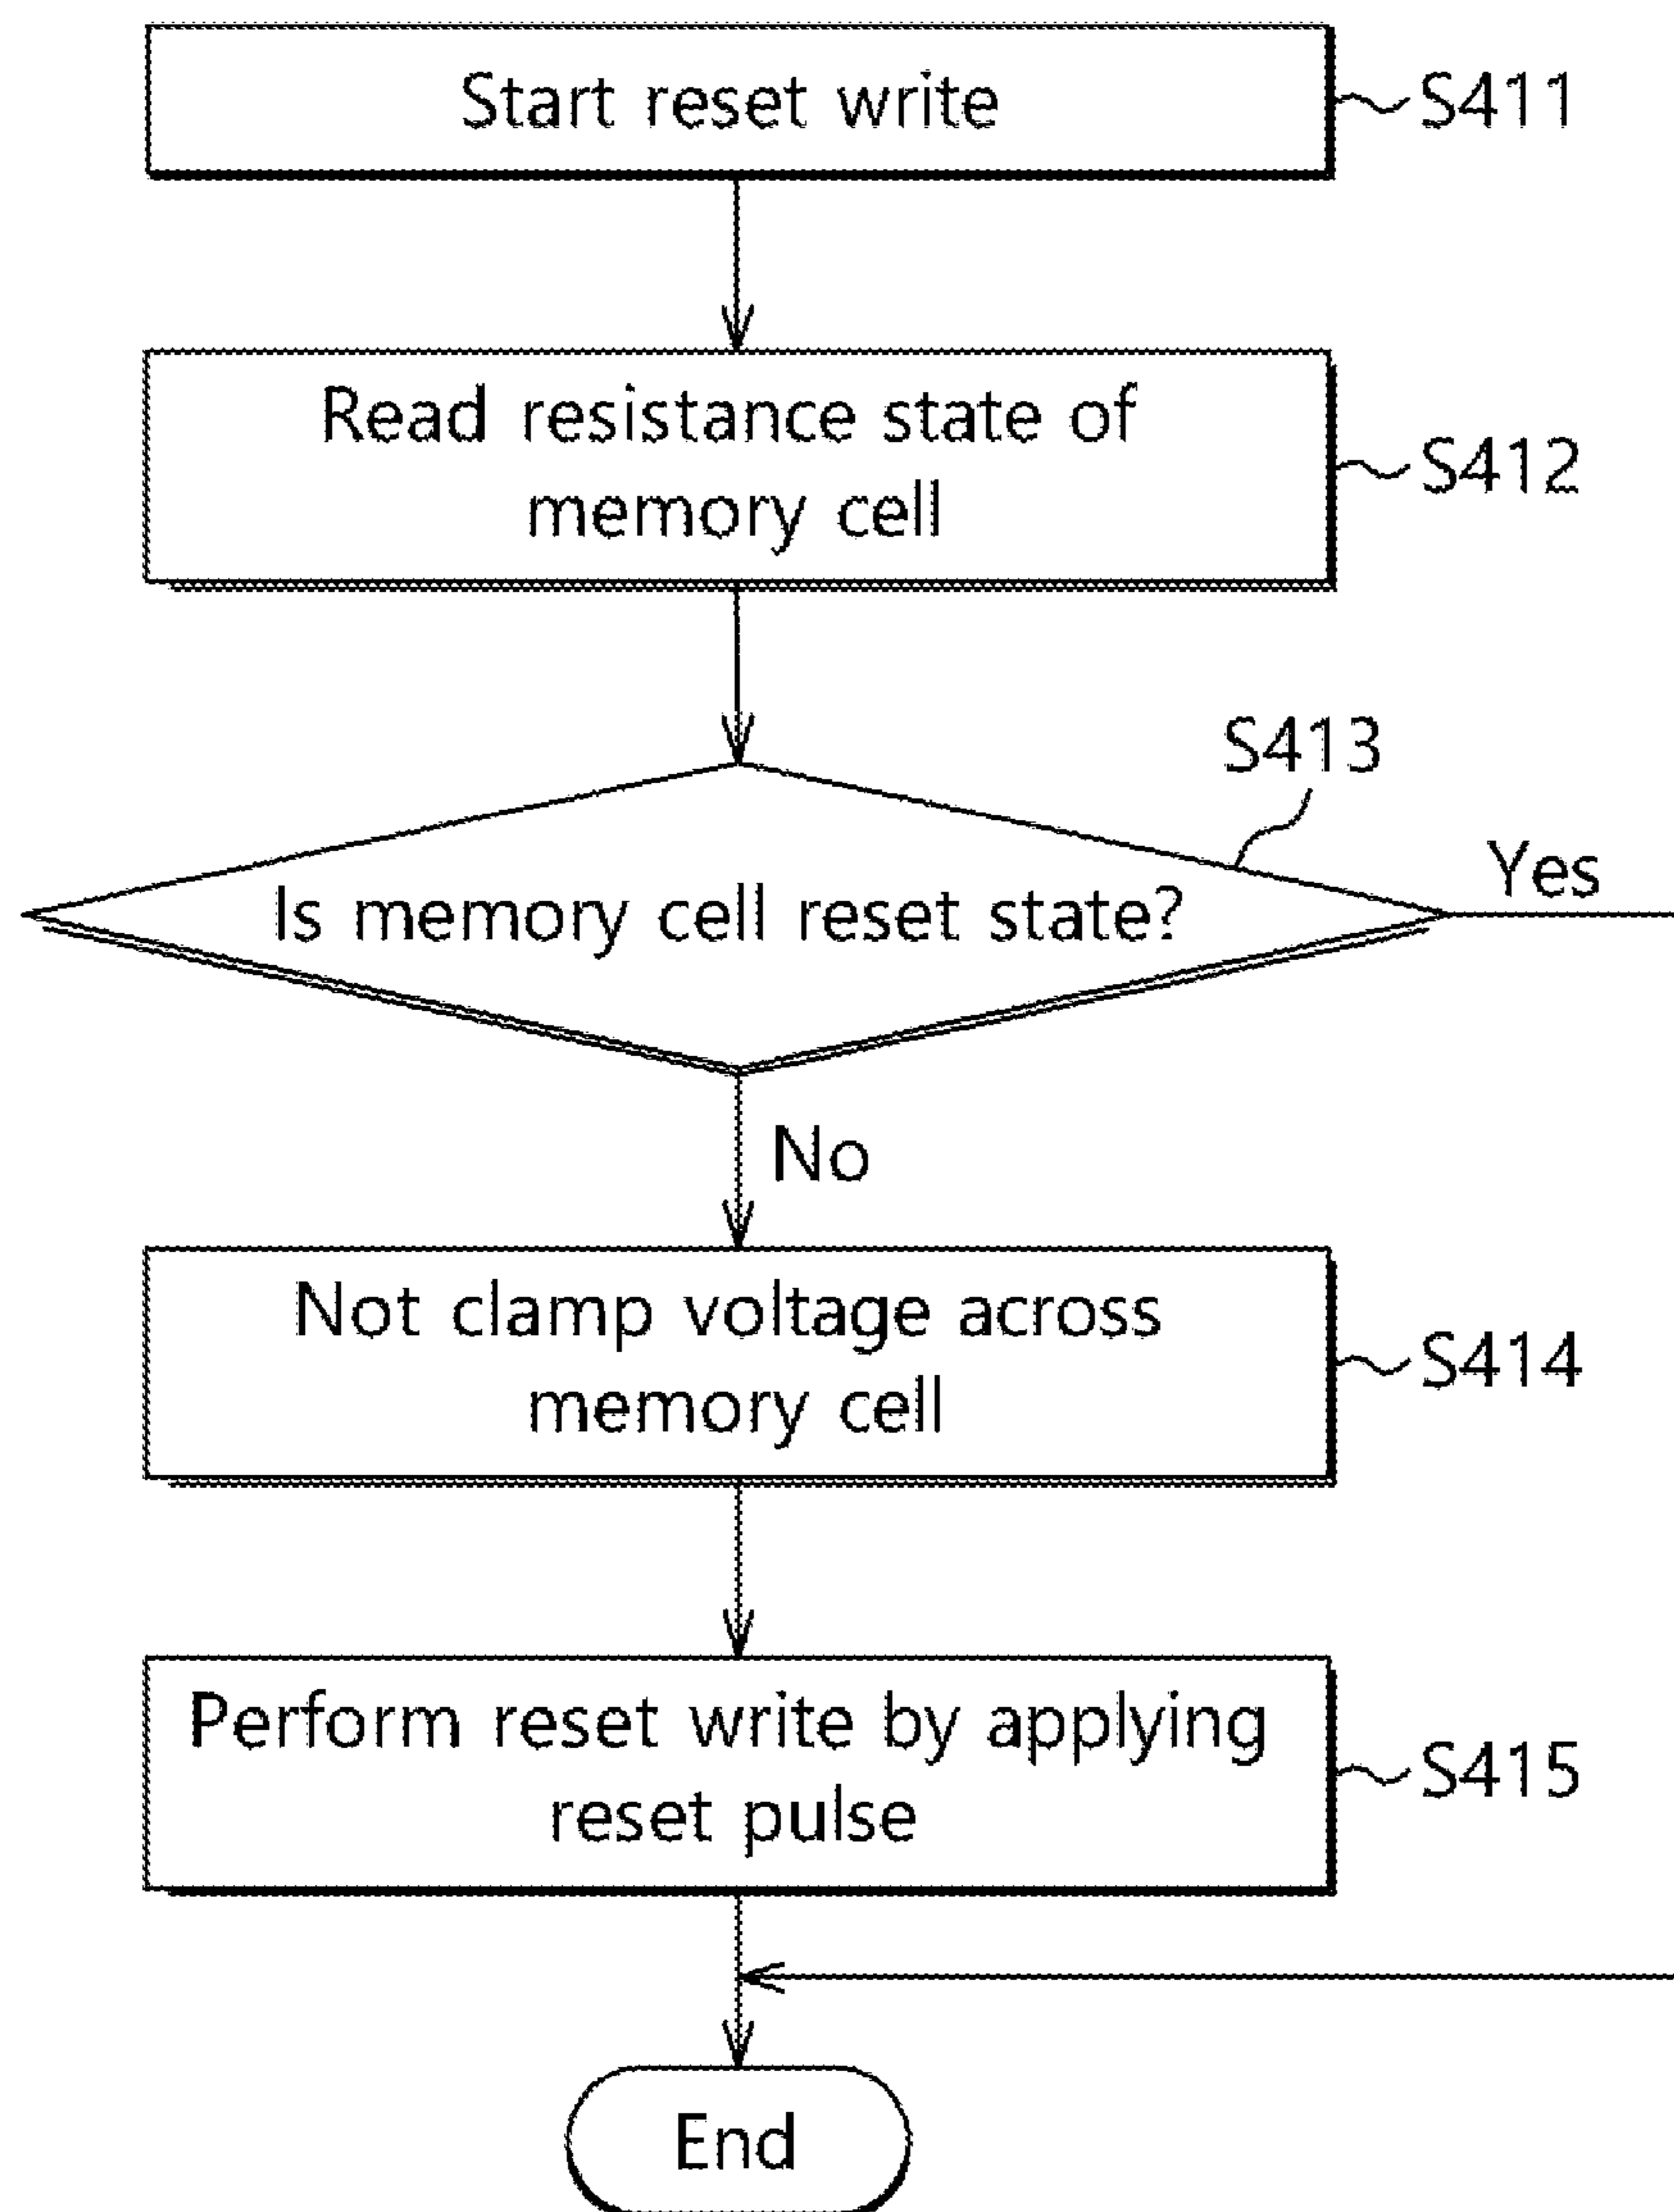 Start reset write
S411
Read resistance state of
memory cell
S412
S413
Is memory cell reset state?
Yes
No
Not clamp voltage across
memory cell
S414
Perform reset write by applying
reset pulse
S415
End